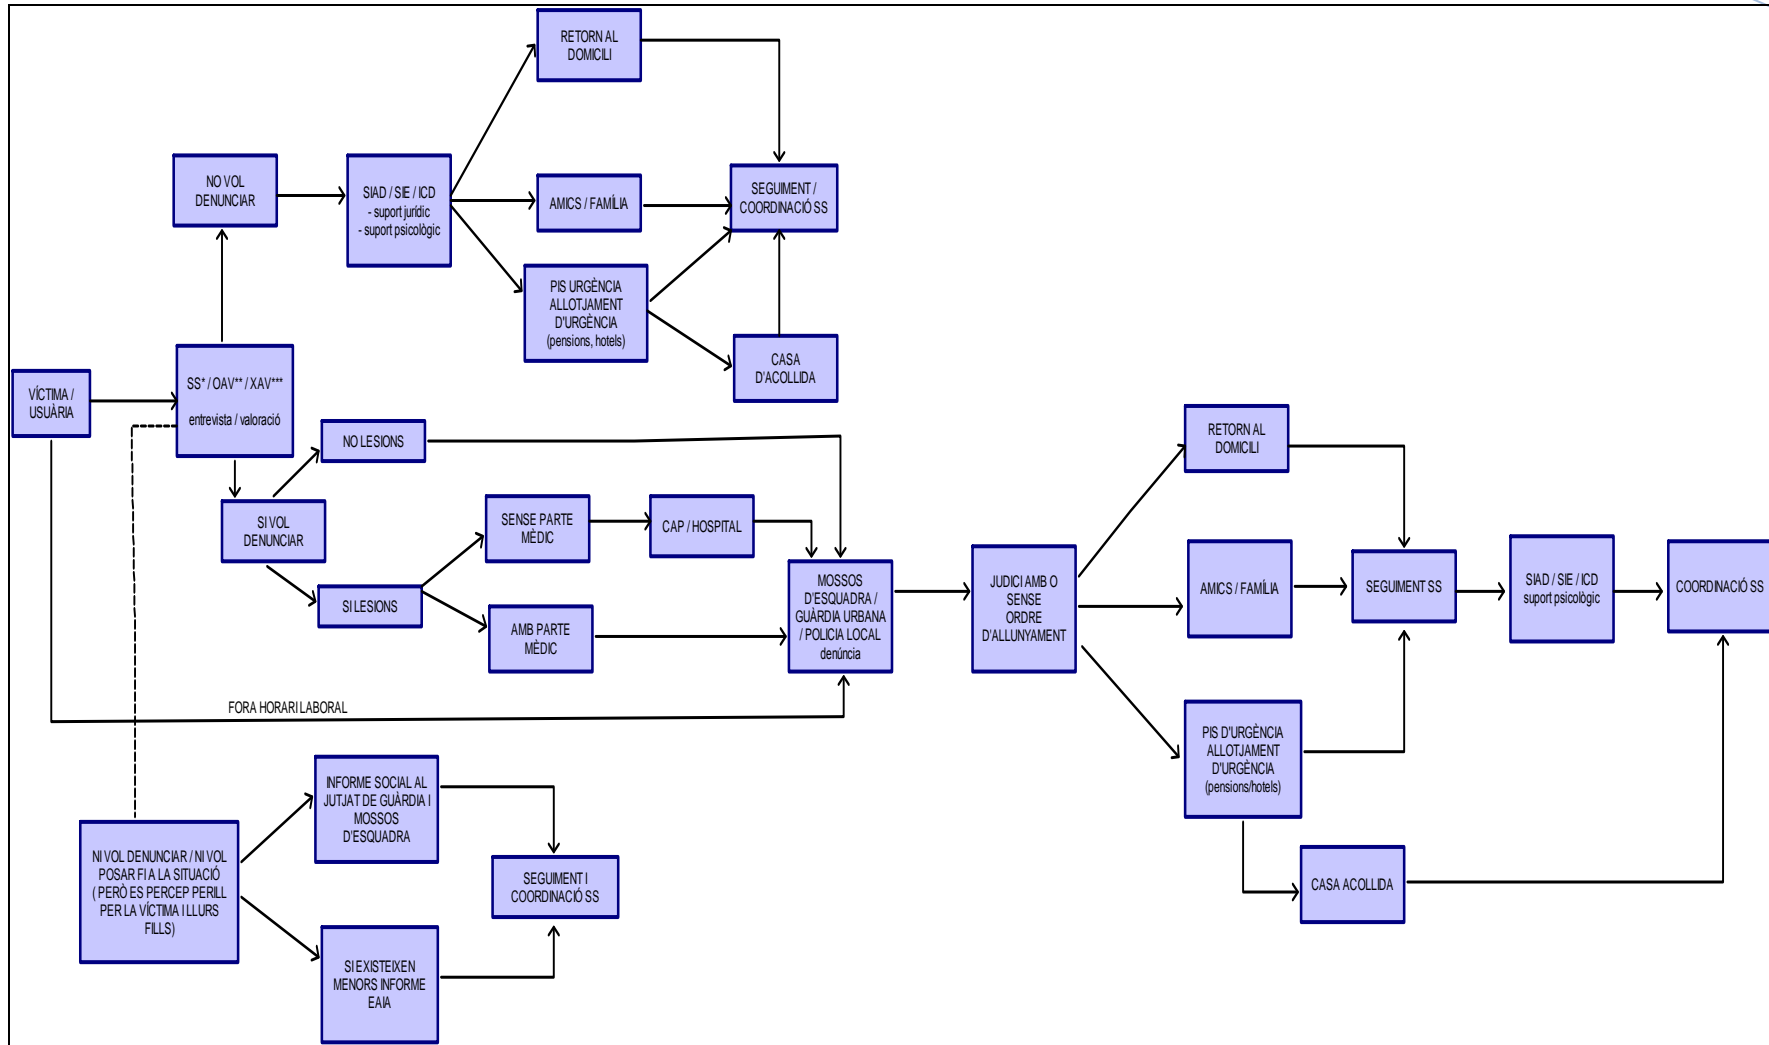 RETORN AL
DOMICILI
NO VOL
DENUNCIAR
SIAD / SIE / ICD
- suport jurídic
- suport psicològic
AMICS / FAMÍLIA
SEGUIMENT /
COORDINACIÓ SS
PIS URGÈNCIA
ALLOTJAMENT
D'URGÈNCIA
(pensions, hotels)
CASA
D'ACOLLIDA
VÍCTIMA /
USUÀRIA
SS* / OAV** / XAV***
entrevista / valoració
NO LESIONS
SI VOL
DENUNCIAR
SENSE PARTE
MÈDIC
CAP / HOSPITAL
SI LESIONS
AMB PARTE
MÈDIC
MOSSOS
D'ESQUADRA /
GUÀRDIA URBANA
/ POLICIA LOCAL
denúncia
JUDICI AMB O
SENSE
ORDRE
D'ALLUNYAMENT
RETORN AL
DOMICILI
AMICS / FAMÍLIA
SEGUIMENT SS
SIAD / SIE / ICD
suport psicològic
COORDINACIÓ SS
PIS D'URGÈNCIA
ALLOTJAMENT
D'URGÈNCIA
(pensions/hotels)
CASA ACOLLIDA
FORA HORARI LABORAL
NI VOL DENUNCIAR / NI VOL
POSAR FI A LA SITUACIÓ
( PERÒ ES PERCEP PERILL
PER LA VÍCTIMA I LLURS
FILLS)
INFORME SOCIAL AL
JUTJAT DE GUÀRDIA I
MOSSOS
D'ESQUADRA
SEGUIMENT I
COORDINACIÓ SS
SI EXISTEIXEN
MENORS INFORME
EAIA